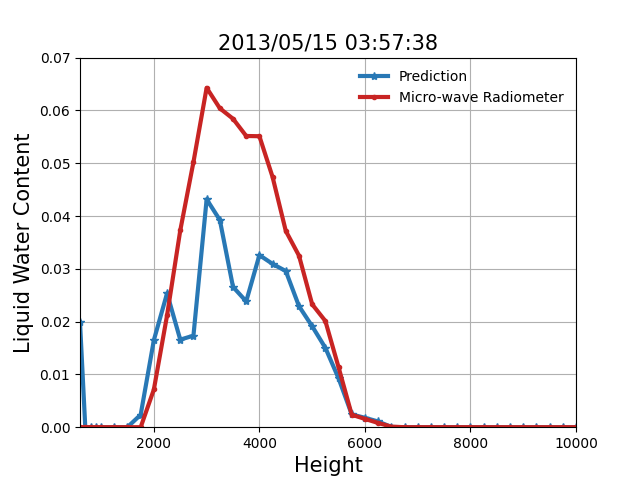 2013/05/15 03:57:38
0.07
0.06
0.05
0.04
0.03
0.02
0.01
0.00
Liquid Water Content
Prediction
Micro-wave Radiometer
2000 4000 6000 8000 10000
Height